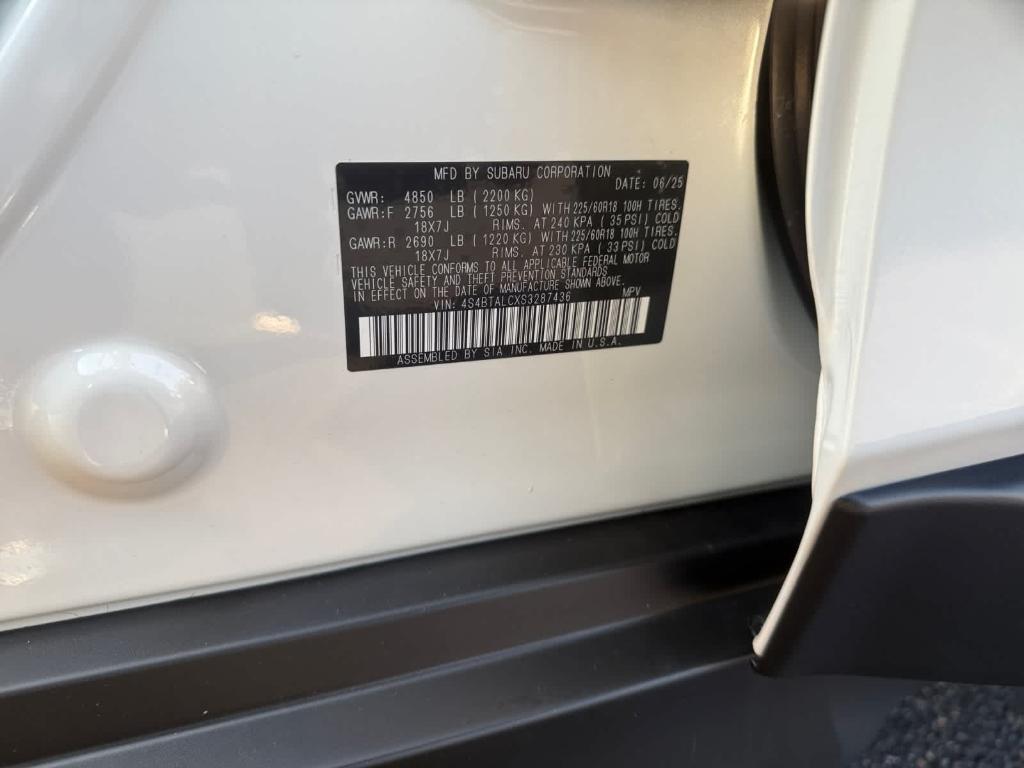 MFD BY SUBARU CORPORATION
DATE: 06/25
GVWR: 4850 LB ( 2200 KG)
GAWR:F 2756 LB ( 1250 KG) WITH 225/60R18 100H TIRES.
18X7J RIMS. AT 240 KPA ( 35 PSI) COLD
GAWR:R 2690 LB ( 1220 KG) WITH 225/60R18 100H TIRES.
18X7J RIMS. AT 230 KPA ( 33 PSI) COLD
THIS VEHICLE CONFORMS TO ALL APPLICABLE FEDERAL MOTOR
VEHICLE SAFETY AND THEFT PREVENTION STANDARDS
IN EFFECT ON THE DATE OF MANUFACTURE SHOWN ABOVE.
VIN: 4S4BTALCXS3287436 MPV
ASSEMBLED BY SIA INC. MADE IN U.S.A.